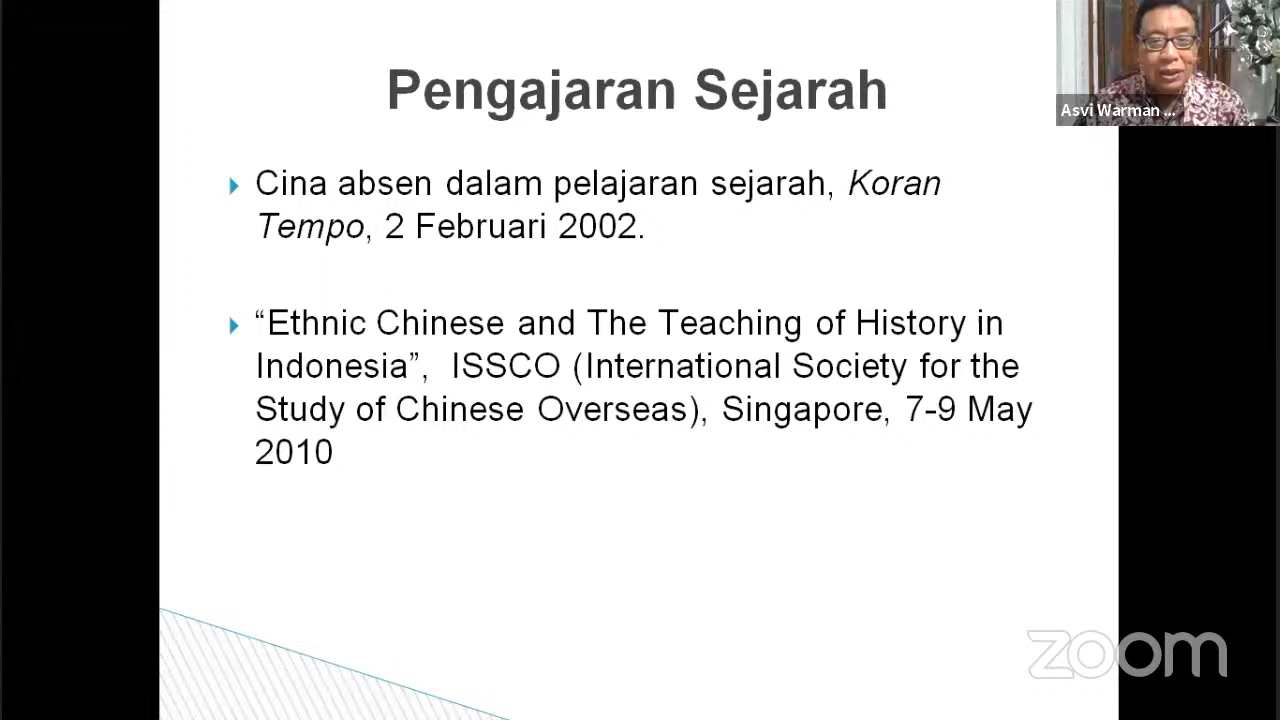 Pengajaran Sejarah
Asvi Warman ...
Cina absen dalam pelajaran sejarah, Koran
Tempo, 2 Februari 2002.
“Ethnic Chinese and The Teaching of History in
Indonesia”, ISSCO (International Society for the
Study of Chinese Overseas), Singapore, 7-9 May
2010
zoom